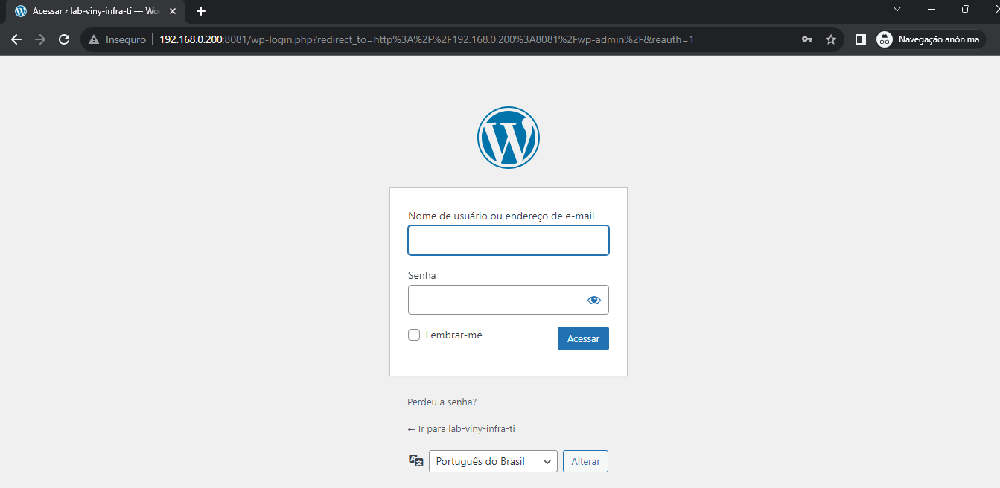 Acessar ‹ lab-viny-infra-ti — Wo
Inseguro 192.168.0.200:8081/wp-login.php?redirect_to=http%3A%2F%2F192.168.0.200%3A8081%2Fwp-admin%2F&reauth=1 Navegação anónima
Nome de usuário ou endereço de e-mail
Senha
Lembrar-me Acessar
Perdeu a senha?
← Ir para lab-viny-infra-ti
Português do Brasil Alterar